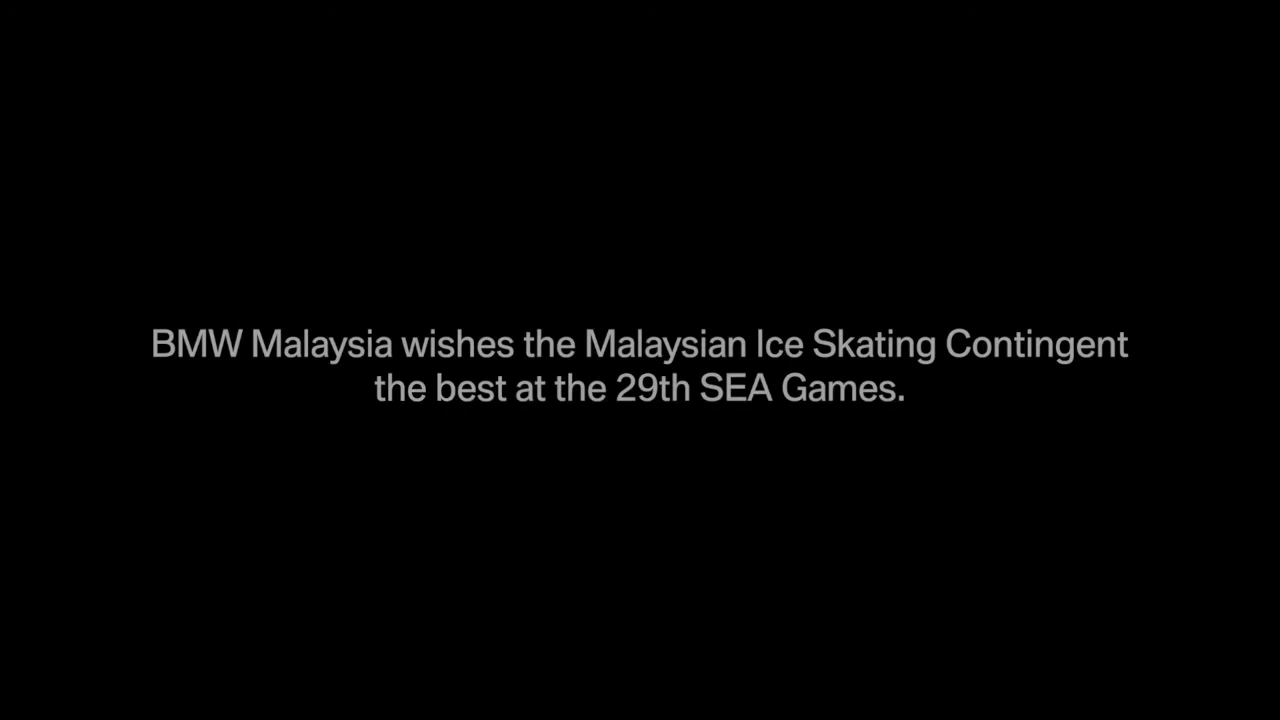 BMW Malaysia wishes the Malaysian Ice Skating Contingent
the best at the 29th SEA Games.